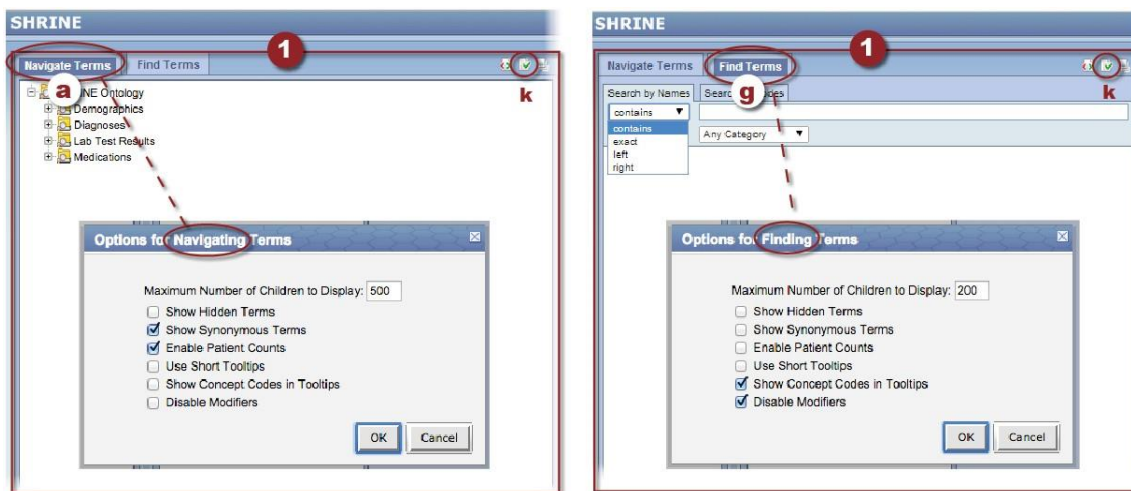 SHRINE
1
Navigate Terms Find Terms
a k
Ontology
Demographics
Diagnoses
Lab Test Results
Medications
Options for Navigating Terms
Maximum Number of Children to Display: 500
Show Hidden Terms
Show Synonymous Terms
Enable Patient Counts
Use Short Tooltips
Show Concept Codes in Tooltips
Disable Modifiers
OK Cancel
SHRINE
1
Navigate Terms Find Terms
g k
Search by Names
contains
Any Category
contains
exact
left
right
Options for Finding Terms
Maximum Number of Children to Display: 200
Show Hidden Terms
Show Synonymous Terms
Enable Patient Counts
Use Short Tooltips
Show Concept Codes in Tooltips
Disable Modifiers
OK Cancel